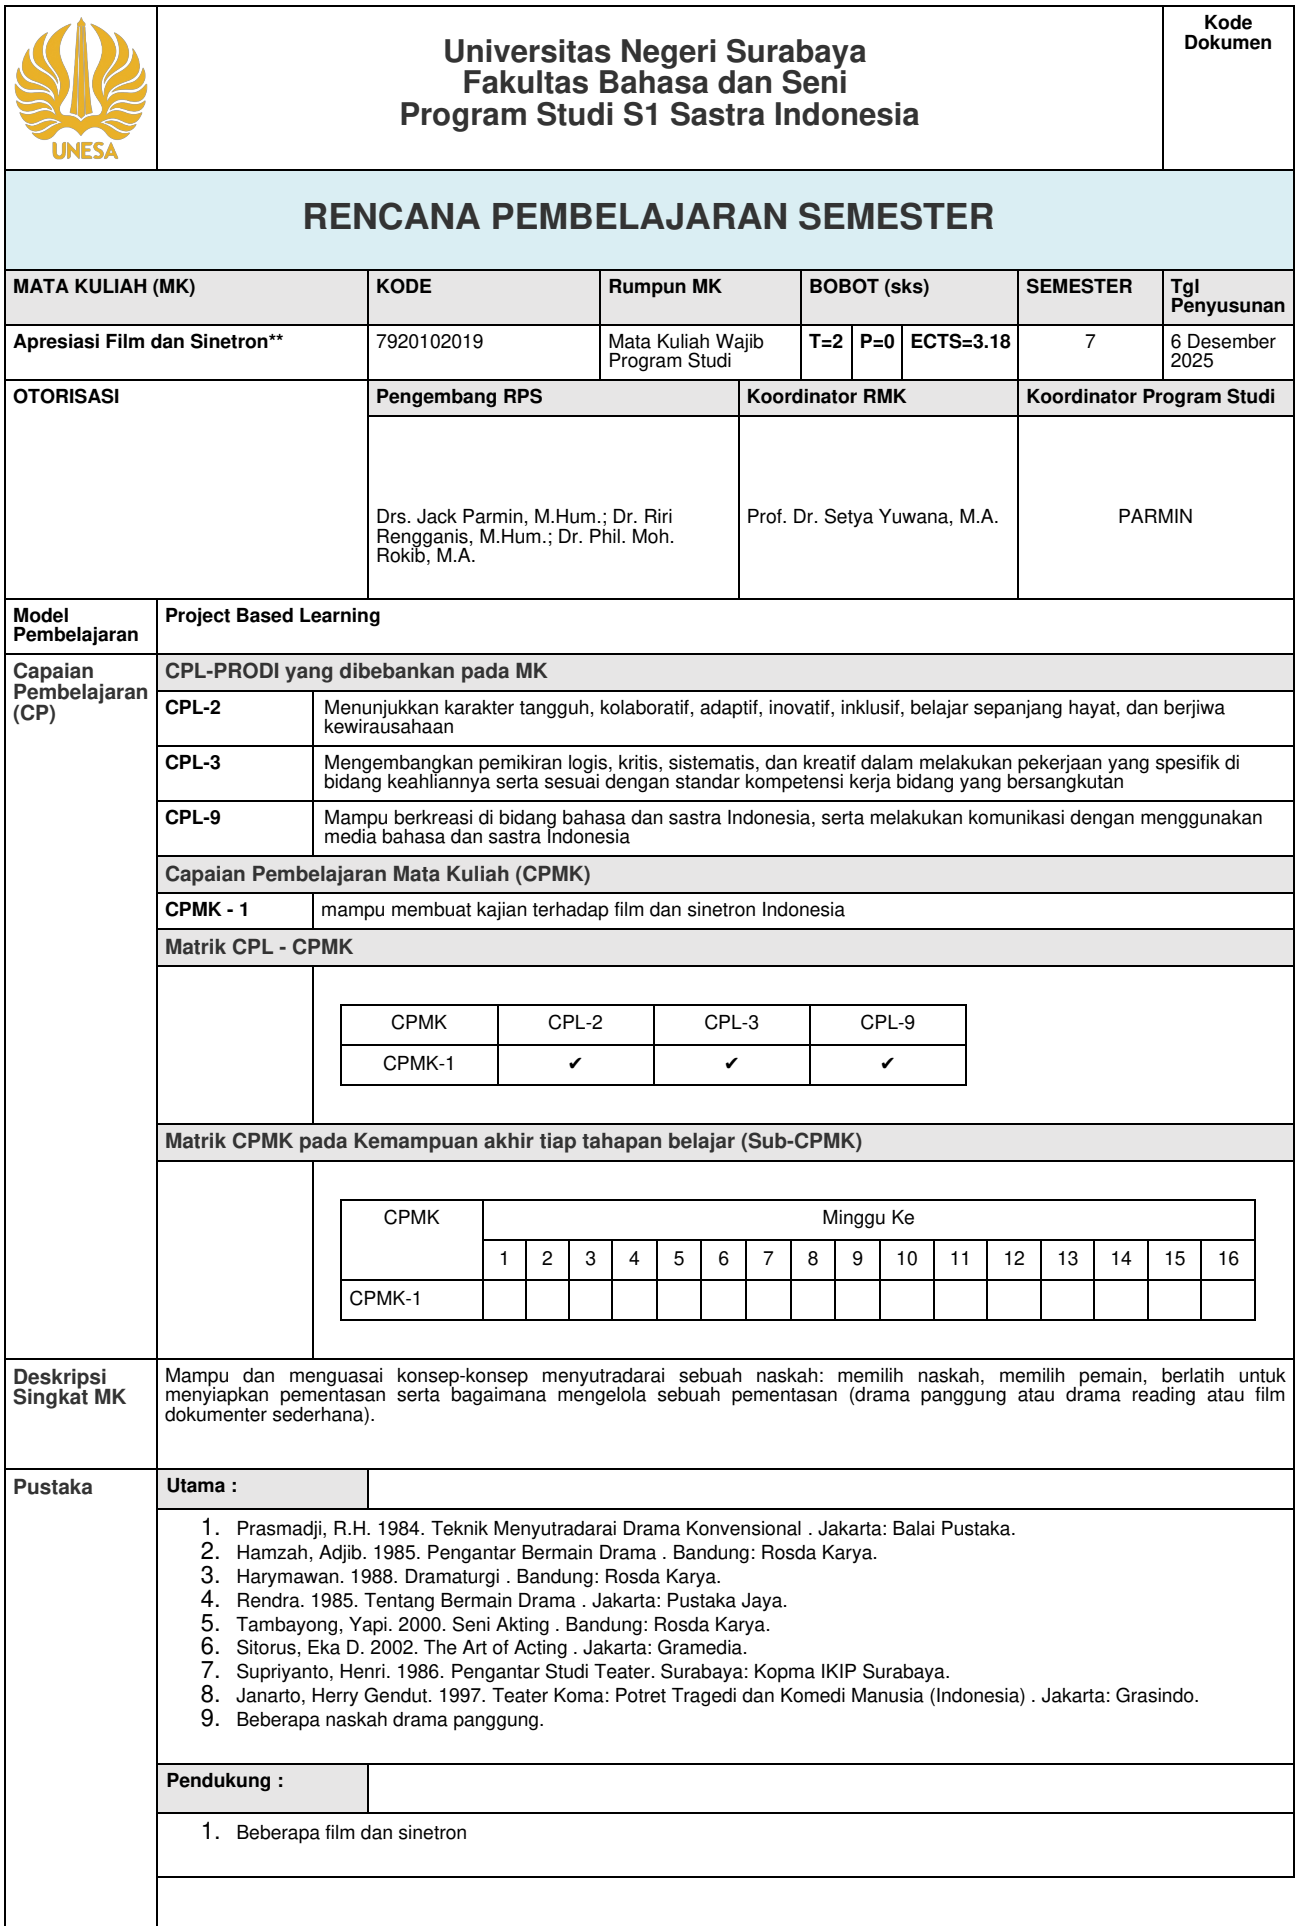 UNESA
Universitas Negeri Surabaya
Fakultas Bahasa dan Seni
Program Studi S1 Sastra Indonesia
Kode
Dokumen
RENCANA PEMBELAJARAN SEMESTER
MATA KULIAH (MK) KODE Rumpun MK BOBOT (sks) SEMESTER Tgl
Penyusunan
Apresiasi Film dan Sinetron** 7920102019 Mata Kuliah Wajib T=2 P=0 ECTS=3.18 7 6 Desember
Program Studi 2025
OTORISASI Pengembang RPS Koordinator RMK Koordinator Program Studi
Drs. Jack Parmin, M.Hum.; Dr. Riri Prof. Dr. Setya Yuwana, M.A. PARMIN
Rengganis, M.Hum.; Dr. Phil. Moh.
Rokib, M.A.
Model Project Based Learning
Pembelajaran
Capaian CPL-PRODI yang dibebankan pada MK
Pembelajaran
(CP)
CPL-2 Menunjukkan karakter tangguh, kolaboratif, adaptif, inovatif, inklusif, belajar sepanjang hayat, dan berjiwa
kewirausahaan
CPL-3 Mengembangkan pemikiran logis, kritis, sistematis, dan kreatif dalam melakukan pekerjaan yang spesifik di
bidang keahliannya serta sesuai dengan standar kompetensi kerja bidang yang bersangkutan
CPL-9 Mampu berkreasi di bidang bahasa dan sastra Indonesia, serta melakukan komunikasi dengan menggunakan
media bahasa dan sastra Indonesia
Capaian Pembelajaran Mata Kuliah (CPMK)
CPMK - 1 mampu membuat kajian terhadap film dan sinetron Indonesia
Matrik CPL - CPMK
CPMK CPL-2 CPL-3 CPL-9
CPMK-1 ✔ ✔ ✔
Matrik CPMK pada Kemampuan akhir tiap tahapan belajar (Sub-CPMK)
CPMK Minggu Ke
1 2 3 4 5 6 7 8 9 10 11 12 13 14 15 16
CPMK-1
Deskripsi
Singkat MK
Mampu dan menguasai konsep-konsep menyutradarai sebuah naskah: memilih naskah, memilih pemain, berlatih untuk
menyiapkan pementasan serta bagaimana mengelola sebuah pementasan (drama panggung atau drama reading atau film
dokumenter sederhana).
Pustaka Utama :
1. Prasmadji, R.H. 1984. Teknik Menyutradarai Drama Konvensional . Jakarta: Balai Pustaka.
2. Hamzah, Adjib. 1985. Pengantar Bermain Drama . Bandung: Rosda Karya.
3. Harymawan. 1988. Dramaturgi . Bandung: Rosda Karya.
4. Rendra. 1985. Tentang Bermain Drama . Jakarta: Pustaka Jaya.
5. Tambayong, Yapi. 2000. Seni Akting . Bandung: Rosda Karya.
6. Sitorus, Eka D. 2002. The Art of Acting . Jakarta: Gramedia.
7. Supriyanto, Henri. 1986. Pengantar Studi Teater. Surabaya: Kopma IKIP Surabaya.
8. Janarto, Herry Gendut. 1997. Teater Koma: Potret Tragedi dan Komedi Manusia (Indonesia) . Jakarta: Grasindo.
9. Beberapa naskah drama panggung.
Pendukung :
1. Beberapa film dan sinetron